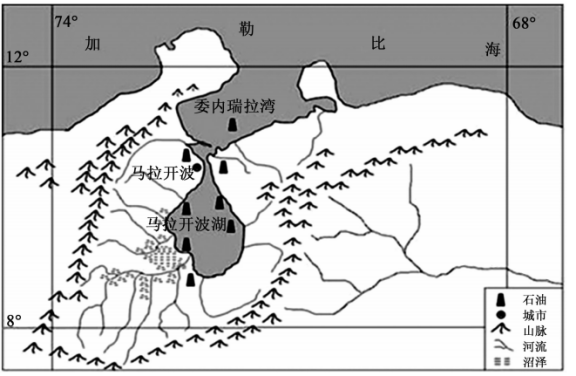 74°
68°
加 勒 比 海
12°
委内瑞拉湾
马拉开波
马拉开波湖
8°
石油
城市
山脉
河流
沼泽